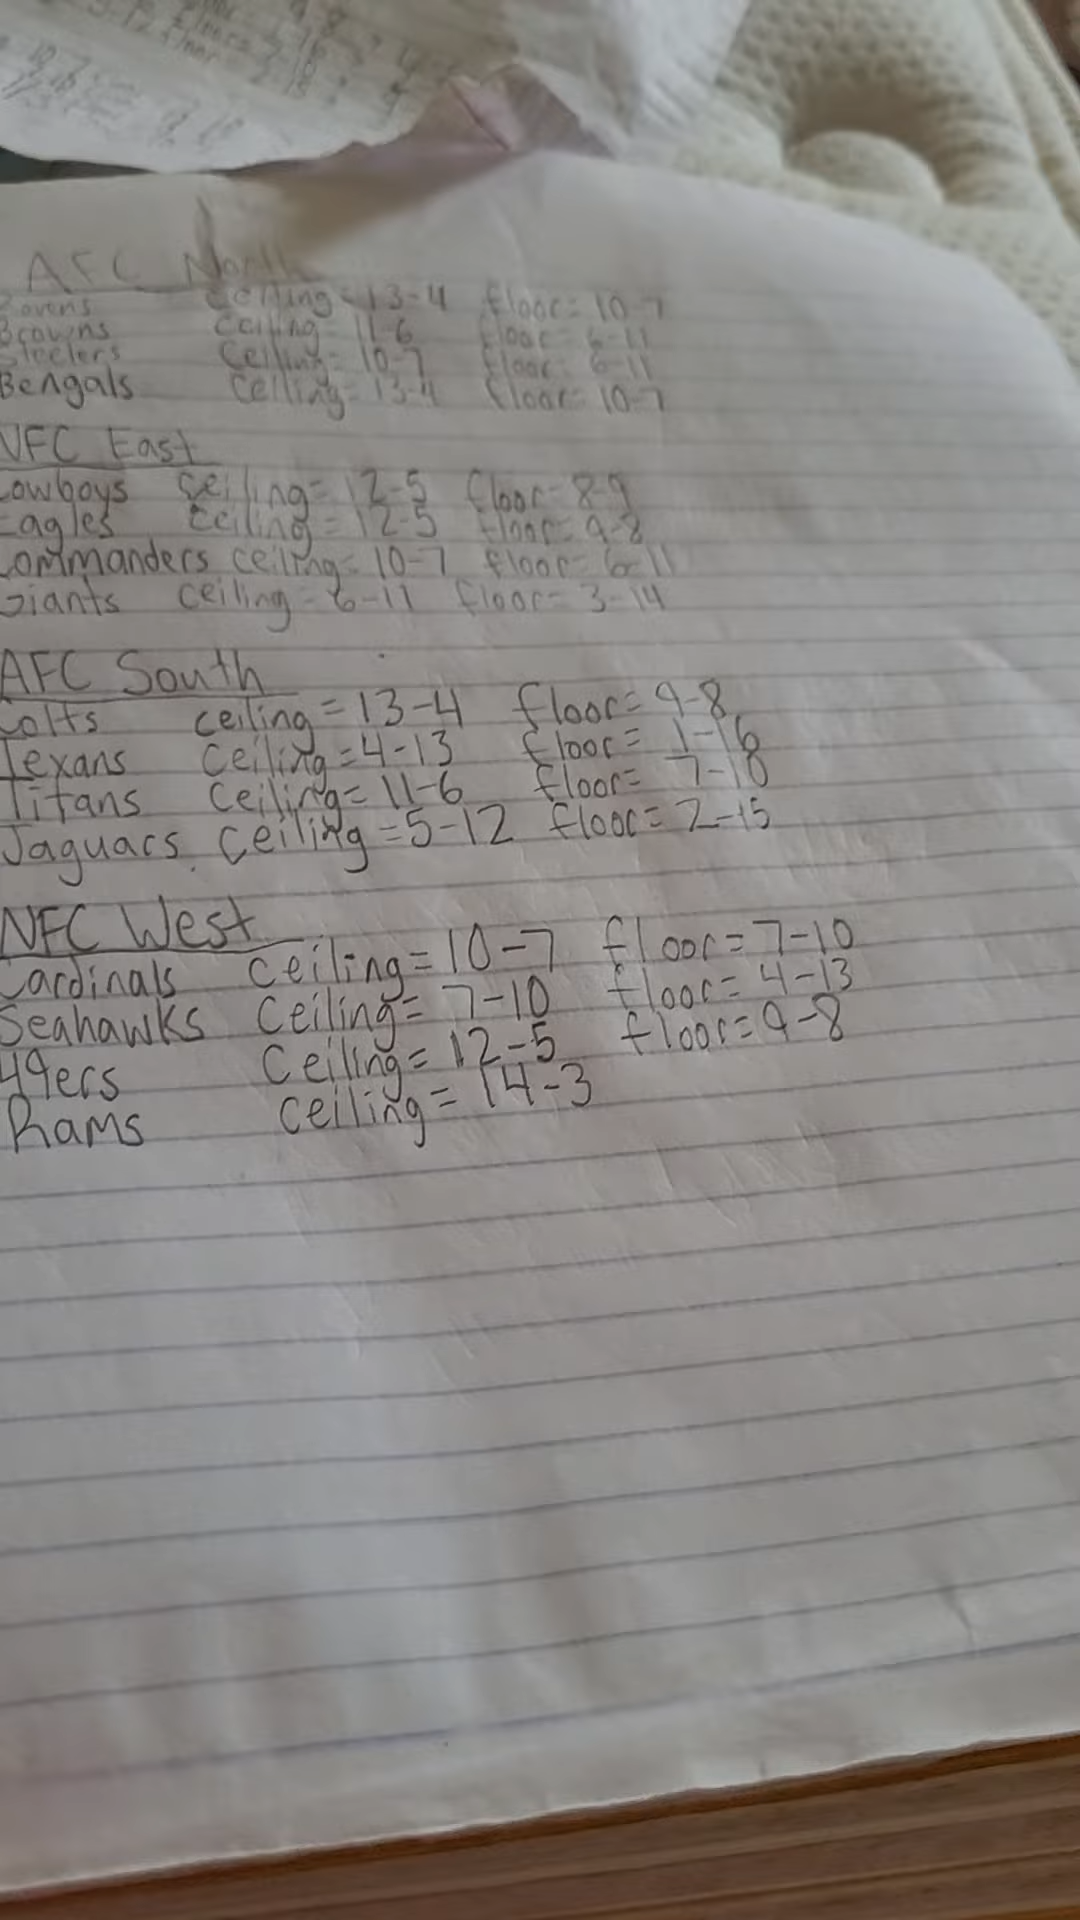 AFC North
Ravens ceiling = 13-4 floor= 10-7
Browns ceiling= 11-6 floor= 6-11
Steelers ceiling= 10-7 floor= 6-11
Bengals ceiling= 13-4 floor= 10-7
NFC East
Cowboys ceiling= 12-5 floor= 8-9
Eagles ceiling= 12-5 floor= 9-8
Commanders ceiling= 10-7 floor= 6-11
Giants ceiling= 6-11 floor= 3-14
AFC South
Colts ceiling=13-4 floor= 9-8
Texans ceiling=4-13 floor= 1-16
Titans ceiling= 11-6 floor= 7-10
Jaguars ceiling=5-12 floor= 2-15
NFC West
Cardinals ceiling= 10-7 floor= 7-10
Seahawks ceiling= 7-10 floor= 4-13
49ers ceiling= 12-5 floor= 9-8
Rams ceiling= 14-3